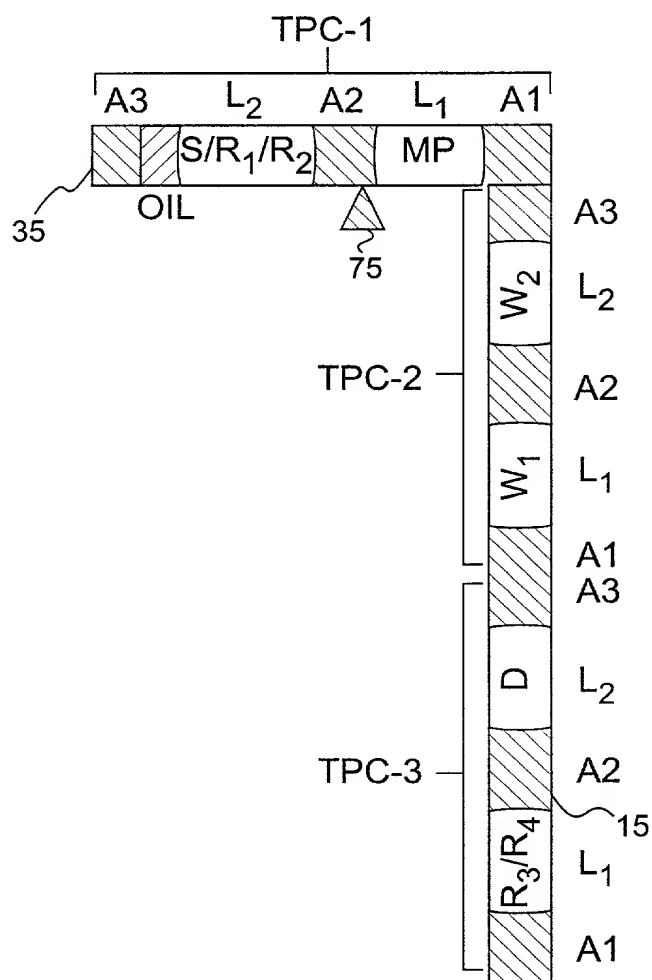 TPC-1
A3 L₂ A2 L₁ A1
S/R₁/R₂ MP
35 OIL
75
A3
W₂ L₂
TPC-2 A2
W₁ L₁
A1
A3
D L₂
TPC-3 A2
15
R₃/R₄ L₁
A1